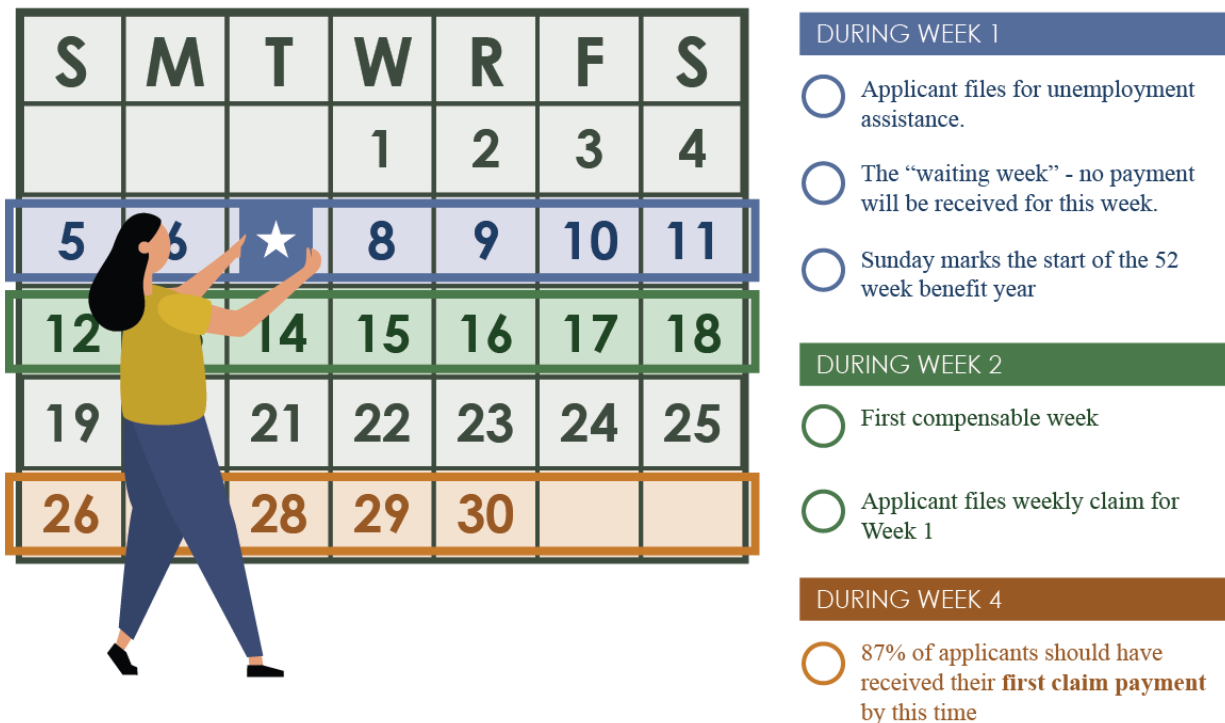 S M T W R F S
1 2 3 4
5 6 8 9 10 11
12 14 15 16 17 18
19 21 22 23 24 25
26 28 29 30
DURING WEEK 1
Applicant files for unemployment
assistance.
The “waiting week” - no payment
will be received for this week.
Sunday marks the start of the 52
week benefit year
DURING WEEK 2
First compensable week
Applicant files weekly claim for
Week 1
DURING WEEK 4
87% of applicants should have
received their first claim payment
by this time